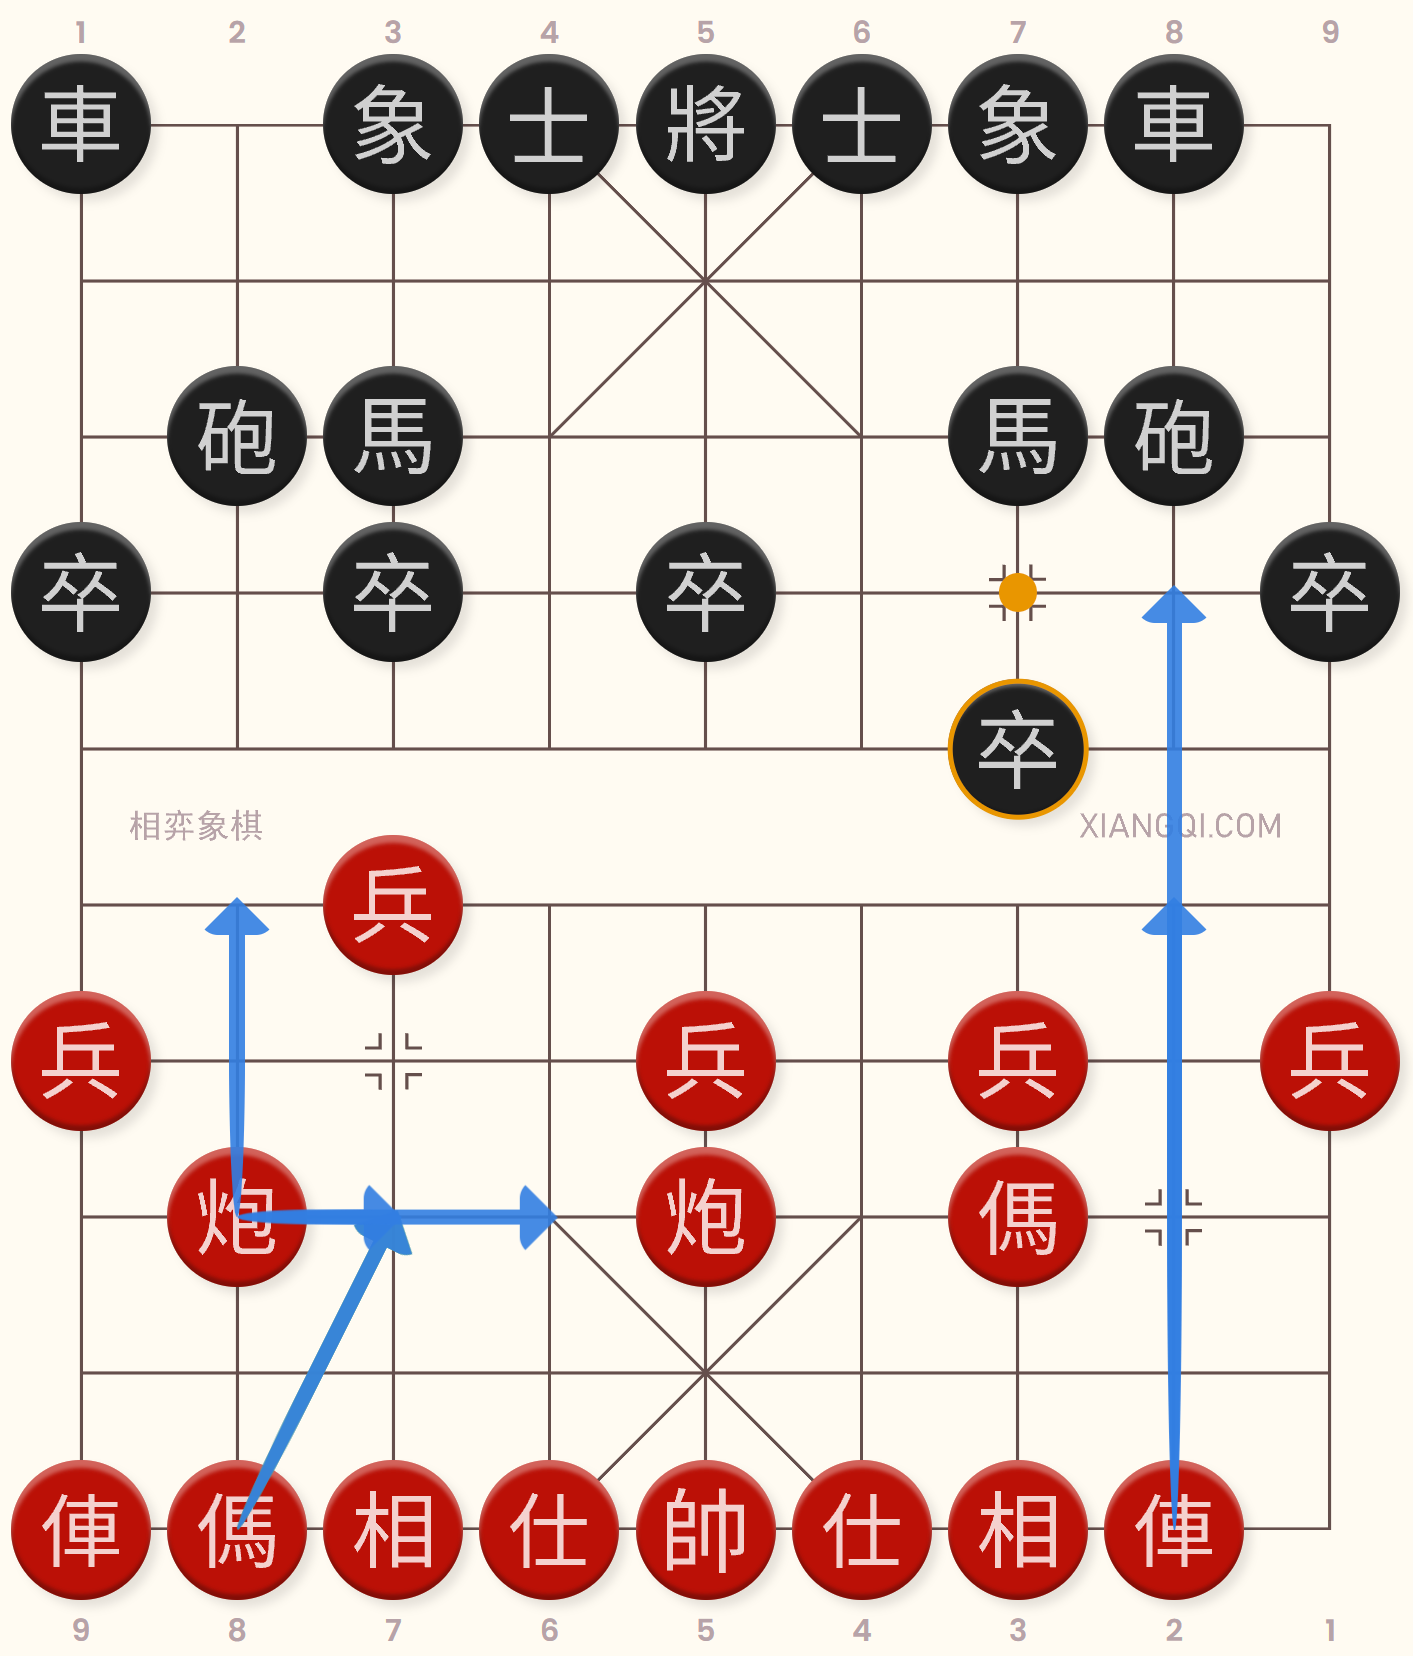 1 2 3 4 5 6 7 8 9
車 象 士 將 士 象 車
砲 馬 馬 砲
卒 卒 卒 卒
卒
相弈象棋 XIANGQI.COM
兵
兵 兵 兵 兵
炮 炮 傌
俥 傌 相 仕 帥 仕 相 俥
9 8 7 6 5 4 3 2 1